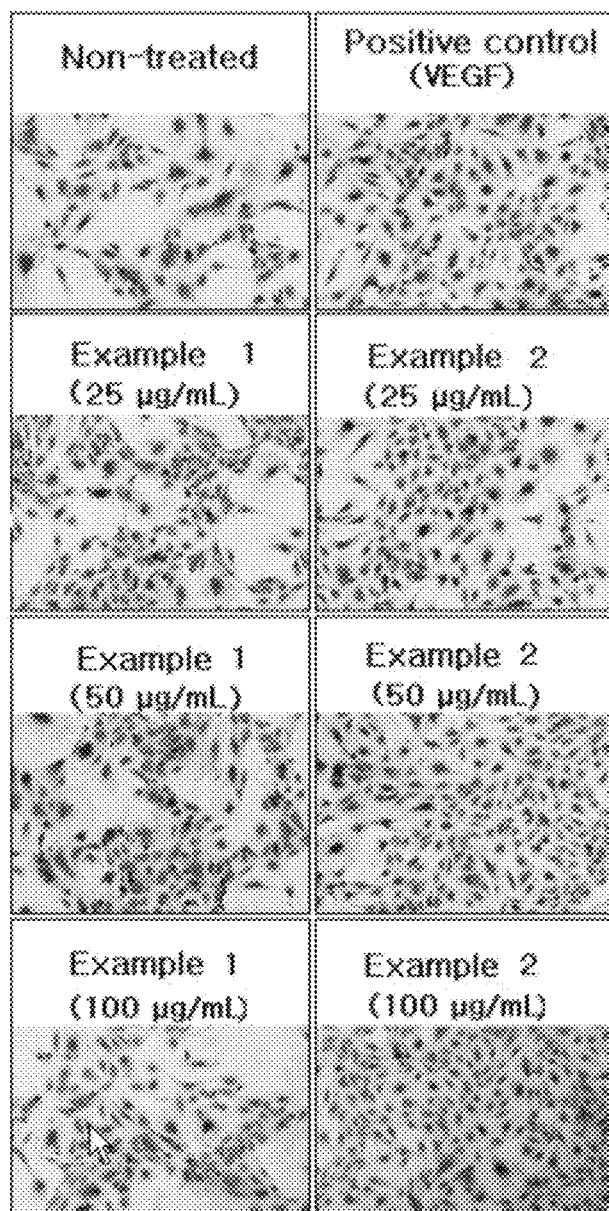 Non-treated
Positive control
(VEGF)
Example 1
(25 µg/mL)
Example 2
(25 µg/mL)
Example 1
(50 µg/mL)
Example 2
(50 µg/mL)
Example 1
(100 µg/mL)
Example 2
(100 µg/mL)